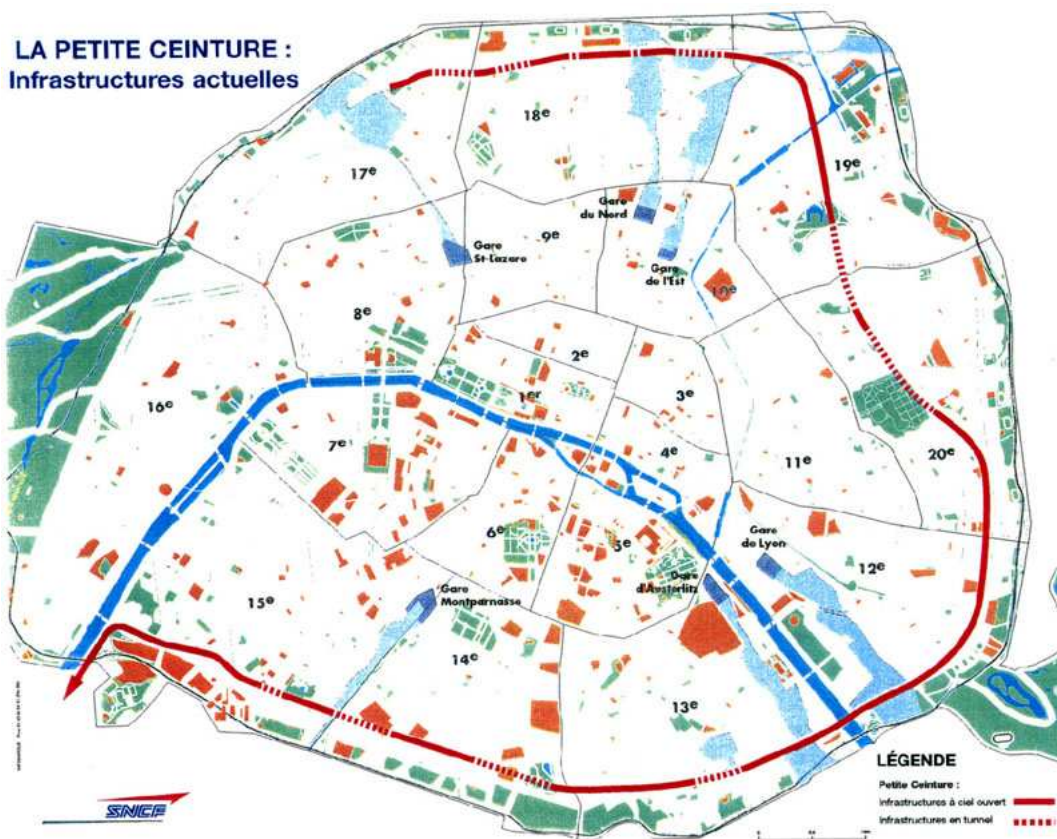 LA PETITE CEINTURE :
Infrastructures actuelles
18e
17e
19e
Gare
du Nord
9e
Gare
St-Lazare
Gare
de l'Est
10e
8e
2e
1er
3e
16e
7e
4e
11e
20e
6e
5e
Gare
de Lyon
Gare
d'Austerlitz
12e
15e
Gare
Montparnasse
14e
13e
LÉGENDE
Petite Ceinture :
Infrastructures à ciel ouvert
Infrastructures en tunnel
SNCF